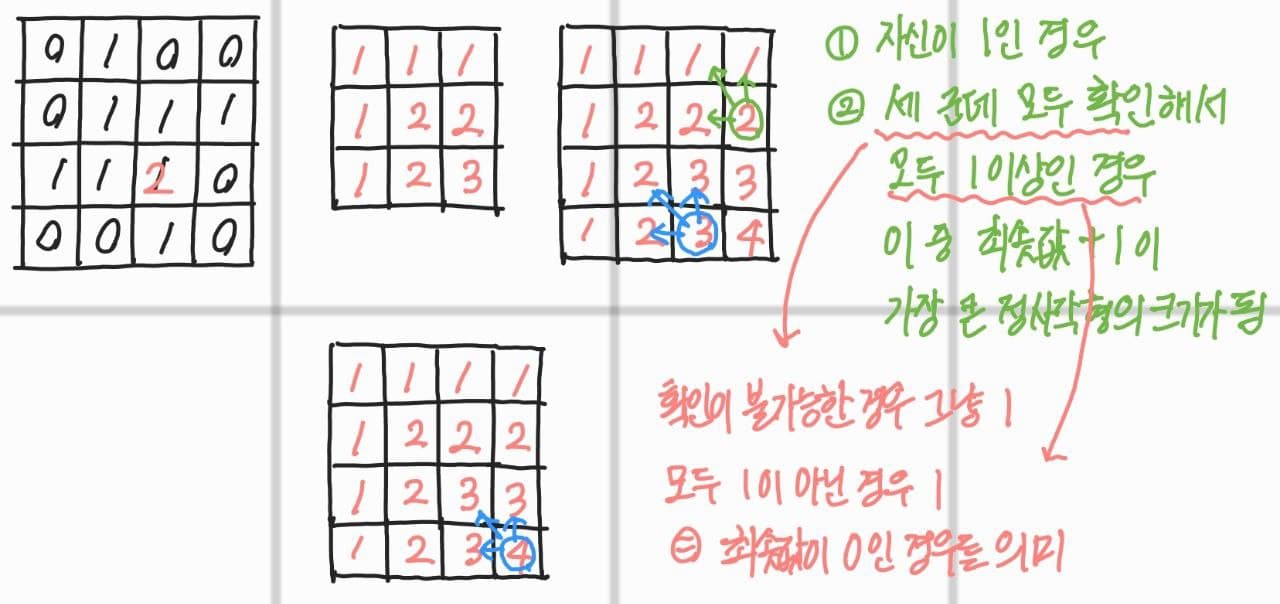 0 1 0 0
0 1 1 1
1 1 2 0
0 0 1 0
1 1 1
1 2 2
1 2 3
1 1 1 1
1 2 2 2
1 2 3 3
1 2 3 4
① 자신이 1인 경우
② 세 군데 모두 확인해서
모두 1이상인 경우
이 중 최솟값 + 1이
가장 큰 정사각형의 크기가 됨
1 1 1 1
1 2 2 2
1 2 3 3
1 2 3 4
확인이 불가능한 경우 그냥 1
모두 1이 아닌 경우 1
최솟값이 0인 경우를 의미